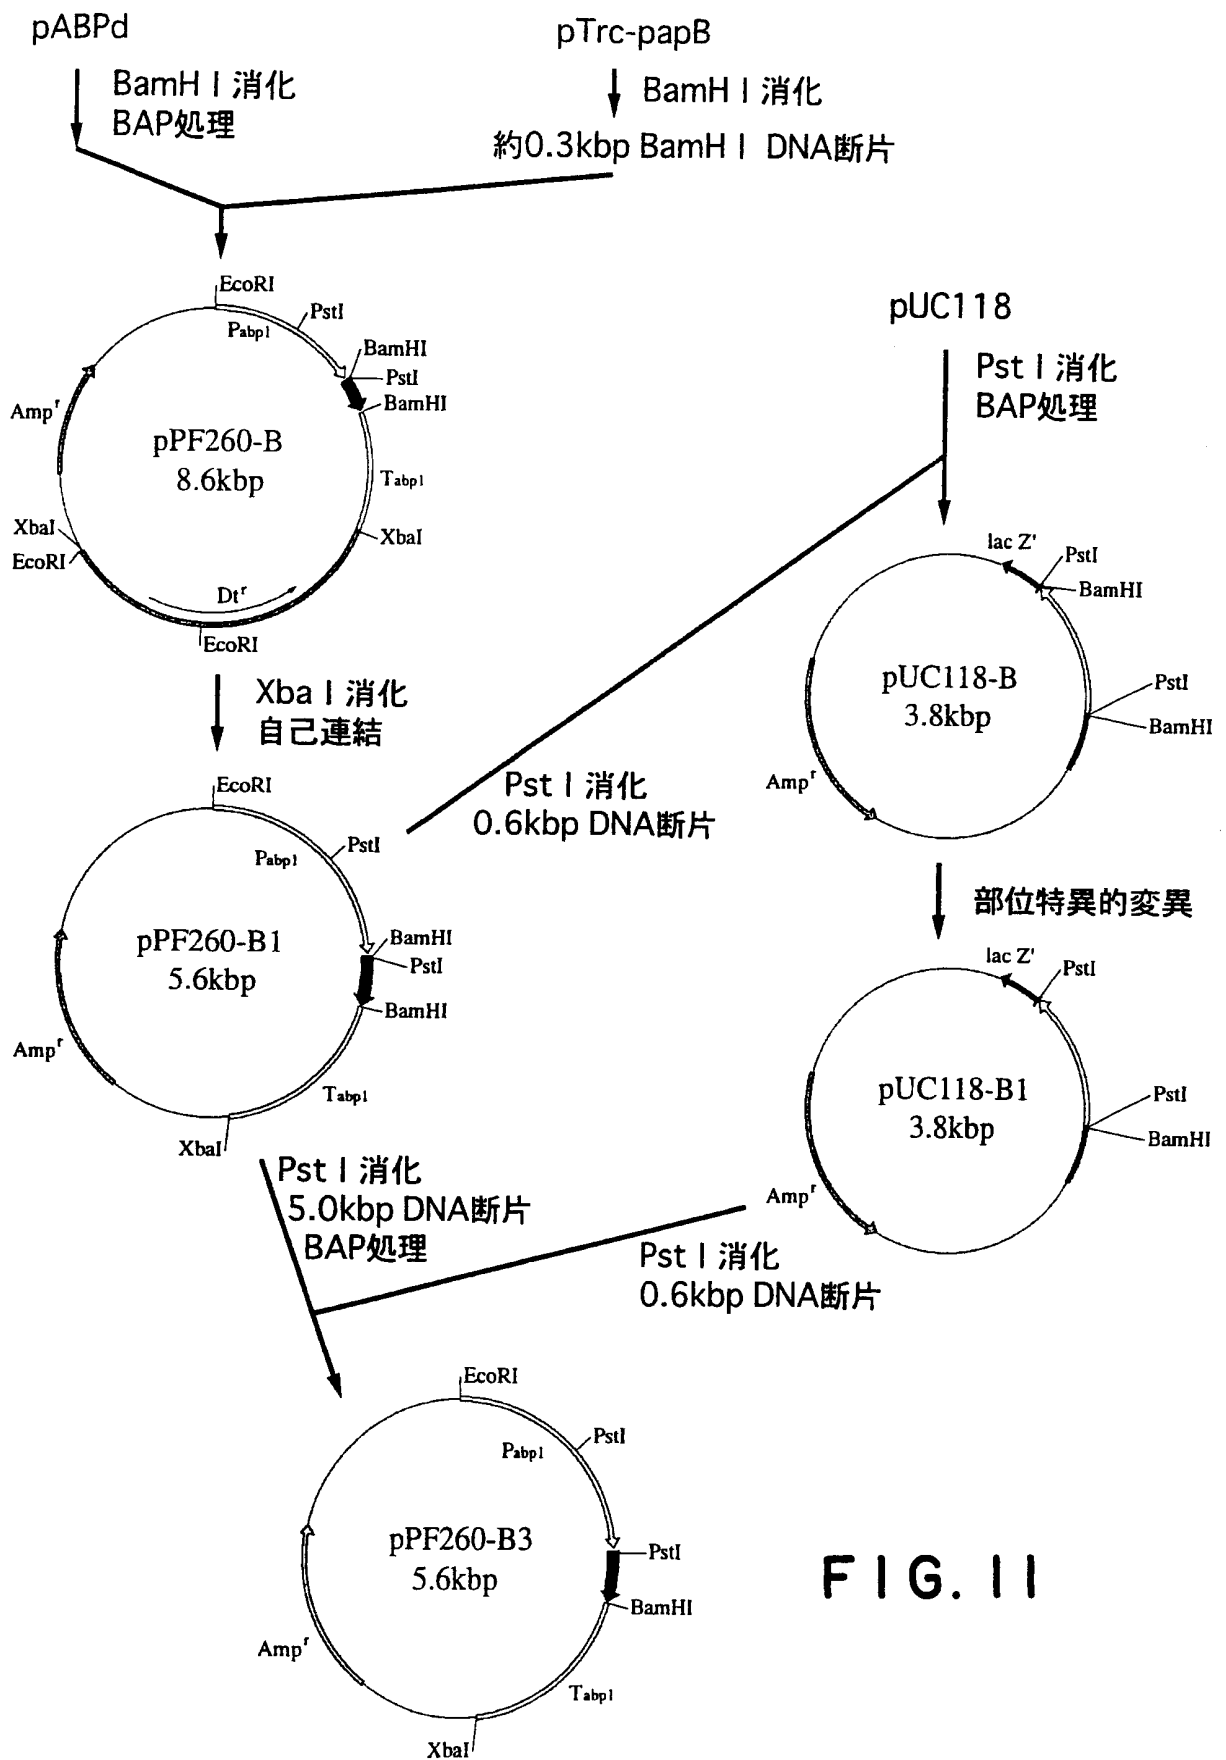 pABPd
pTrc-papB
BamH I 消化
BAP処理
BamH I 消化
約0.3kbp BamH I DNA断片
EcoRI
PstI
Pabp1
BamHI
PstI
BamHI
Ampr
pPF260-B
8.6kbp
Tabp1
XbaI
EcoRI
XbaI
Dtr
EcoRI
pUC118
Pst I 消化
BAP処理
lac Z'
PstI
BamHI
pUC118-B
3.8kbp
PstI
BamHI
Ampr
Xba I 消化
自己連結
Pst I 消化
0.6kbp DNA断片
EcoRI
PstI
Pabp1
BamHI
PstI
BamHI
pPF260-B1
5.6kbp
Ampr
Tabp1
XbaI
部位特異的変異
lac Z'
PstI
pUC118-B1
3.8kbp
PstI
BamHI
Ampr
Pst I 消化
5.0kbp DNA断片
BAP処理
Pst I 消化
0.6kbp DNA断片
EcoRI
PstI
Pabp1
pPF260-B3
5.6kbp
PstI
BamHI
Ampr
Tabp1
XbaI
FIG. 11